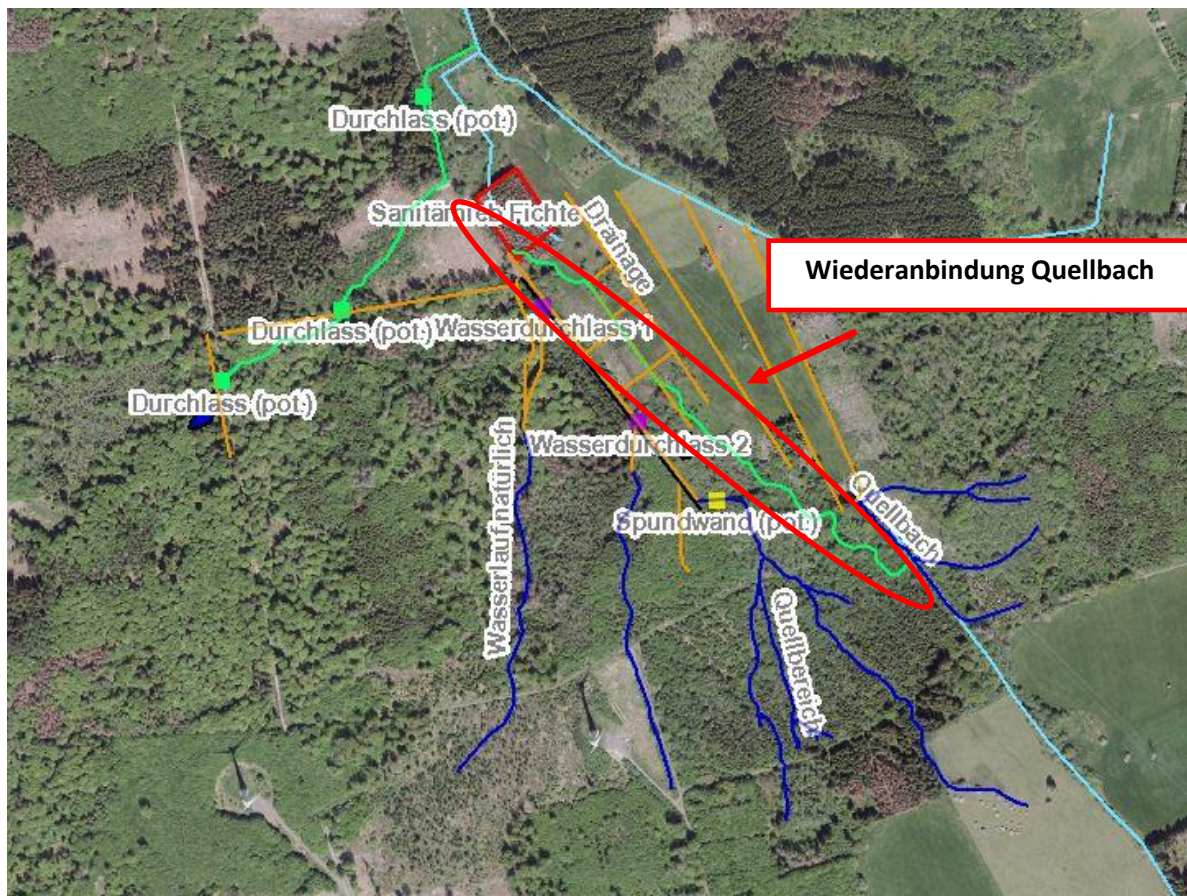 Durchlass (pot.)
Sanitärhieb Fichte
Drainage
Wiederanbindung Quellbach
Durchlass (pot.)
Wasserdurchlass 1
Durchlass (pot.)
Wasserdurchlass 2
Wasserlauf natürlich
Spundwand (pot.)
Quellbach
Quellbereich